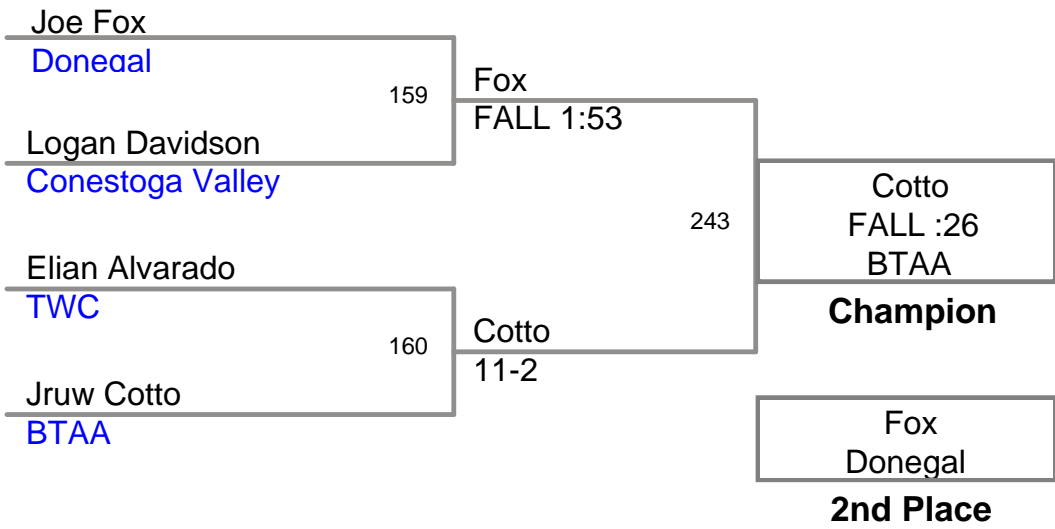 Joe Fox
Donegal
159
Fox
FALL 1:53
Logan Davidson
Conestoga Valley
243
Cotto
FALL :26
BTAA
Champion
Elian Alvarado
TWC
160
Cotto
11-2
Jruw Cotto
BTAA
Fox
Donegal
2nd Place